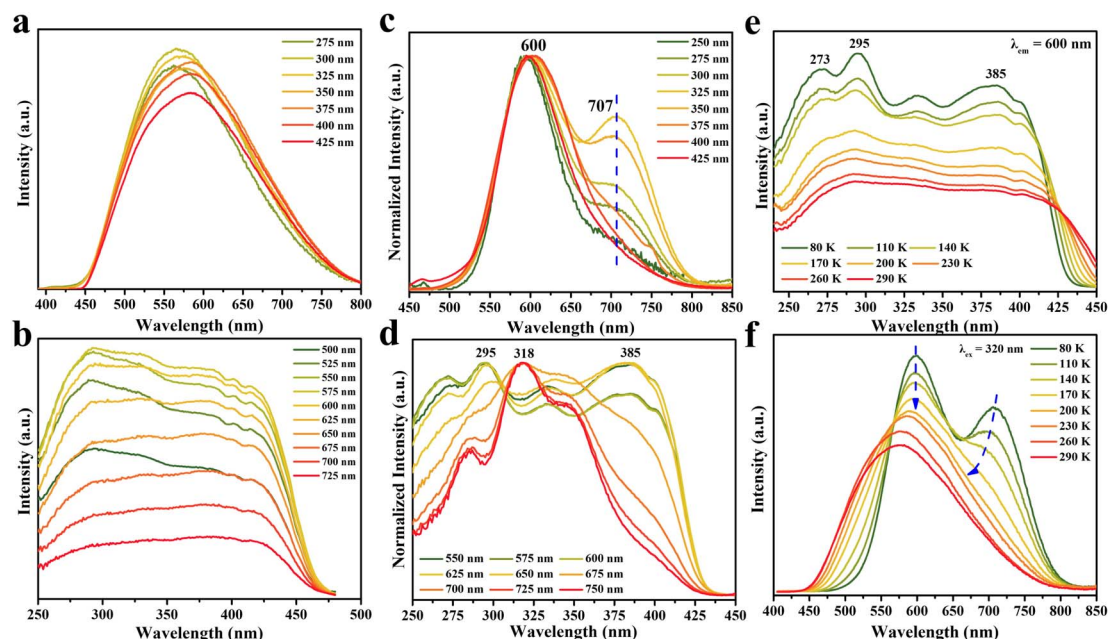 a
275 nm
300 nm
325 nm
350 nm
375 nm
400 nm
425 nm
Intensity (a.u.)
400 450 500 550 600 650 700 750 800
Wavelength (nm)
b
500 nm
525 nm
550 nm
575 nm
600 nm
625 nm
650 nm
675 nm
700 nm
725 nm
Intensity (a.u.)
250 300 350 400 450 500
Wavelength (nm)
c
600
707
250 nm
275 nm
300 nm
325 nm
350 nm
375 nm
400 nm
425 nm
Normalized Intensity (a.u.)
450 500 550 600 650 700 750 800 850
Wavelength (nm)
d
295 318 385
550 nm 575 nm 600 nm
625 nm 650 nm 675 nm
700 nm 725 nm 750 nm
Normalized Intensity (a.u.)
250 300 350 400 450
Wavelength (nm)
e
λem = 600 nm
273 295 385
80 K 110 K 140 K
170 K 200 K 230 K
260 K 290 K
Intensity (a.u.)
250 300 350 400 450
Wavelength (nm)
f
λex = 320 nm
80 K
110 K
140 K
170 K
200 K
230 K
260 K
290 K
Intensity (a.u.)
400 450 500 550 600 650 700 750 800 850
Wavelength (nm)